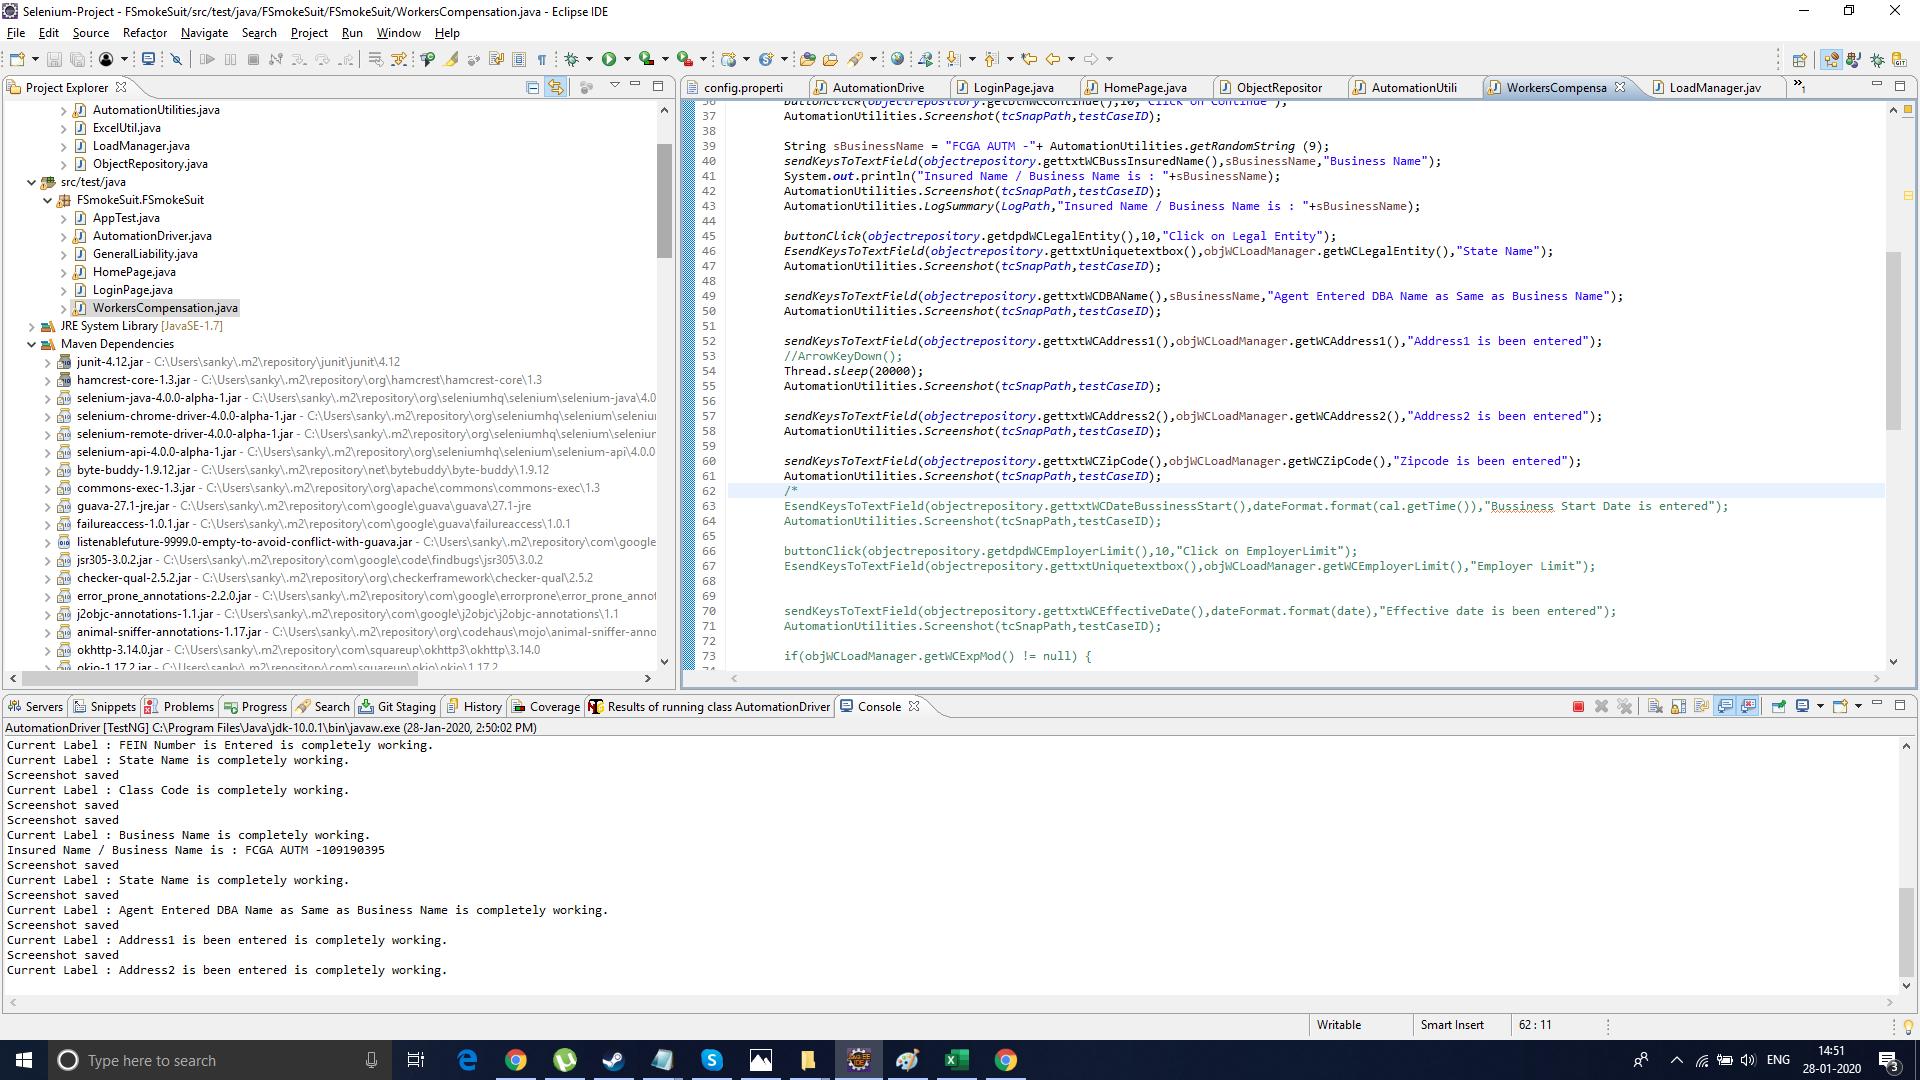 Selenium-Project - FSmokeSuit/src/test/java/FSmokeSuit/FSmokeSuit/WorkersCompensation.java - Eclipse IDE
File Edit Source Refactor Navigate Search Project Run Window Help
Project Explorer
config.properti AutomationDrive LoginPage.java HomePage.java ObjectRepositor AutomationUtili WorkersCompensa LoadManager.jav »1
AutomationUtilities.java
ExcelUtil.java
LoadManager.java
ObjectRepository.java
src/test/java
FSmokeSuit.FSmokeSuit
AppTest.java
AutomationDriver.java
GeneralLiability.java
HomePage.java
LoginPage.java
WorkersCompensation.java
JRE System Library [JavaSE-1.7]
Maven Dependencies
junit-4.12.jar - C:\Users\sanky\.m2\repository\junit\junit\4.12
hamcrest-core-1.3.jar - C:\Users\sanky\.m2\repository\org\hamcrest\hamcrest-core\1.3
selenium-java-4.0.0-alpha-1.jar - C:\Users\sanky\.m2\repository\org\seleniumhq\selenium\selenium-java\4.0
selenium-chrome-driver-4.0.0-alpha-1.jar - C:\Users\sanky\.m2\repository\org\seleniumhq\selenium\seleniur
selenium-remote-driver-4.0.0-alpha-1.jar - C:\Users\sanky\.m2\repository\org\seleniumhq\selenium\seleniur
selenium-api-4.0.0-alpha-1.jar - C:\Users\sanky\.m2\repository\org\seleniumhq\selenium\selenium-api\4.0.0
byte-buddy-1.9.12.jar - C:\Users\sanky\.m2\repository\net\bytebuddy\byte-buddy\1.9.12
commons-exec-1.3.jar - C:\Users\sanky\.m2\repository\org\apache\commons\commons-exec\1.3
guava-27.1-jre.jar - C:\Users\sanky\.m2\repository\com\google\guava\guava\27.1-jre
failureaccess-1.0.1.jar - C:\Users\sanky\.m2\repository\com\google\guava\failureaccess\1.0.1
listenablefuture-9999.0-empty-to-avoid-conflict-with-guava.jar - C:\Users\sanky\.m2\repository\com\google
jsr305-3.0.2.jar - C:\Users\sanky\.m2\repository\com\google\code\findbugs\jsr305\3.0.2
checker-qual-2.5.2.jar - C:\Users\sanky\.m2\repository\org\checkerframework\checker-qual\2.5.2
error_prone_annotations-2.2.0.jar - C:\Users\sanky\.m2\repository\com\google\errorprone\error_prone_annot
j2objc-annotations-1.1.jar - C:\Users\sanky\.m2\repository\com\google\j2objc\j2objc-annotations\1.1
animal-sniffer-annotations-1.17.jar - C:\Users\sanky\.m2\repository\org\codehaus\mojo\animal-sniffer-anno
okhttp-3.14.0.jar - C:\Users\sanky\.m2\repository\com\squareup\okhttp3\okhttp\3.14.0
okio-1.17.2.jar - C:\Users\sanky\.m2\repository\com\squareup\okio\okio\1.17.2
36 buttonClick(objectrepository.getbtnWCContinue(),10,"Click on Continue");
37 AutomationUtilities.Screenshot(tcSnapPath,testCaseID);
38
39 String sBusinessName = "FCGA AUTM -"+ AutomationUtilities.getRandomString (9);
40 sendKeysToTextField(objectrepository.gettxtWCBussInsuredName(),sBusinessName,"Business Name");
41 System.out.println("Insured Name / Business Name is : "+sBusinessName);
42 AutomationUtilities.Screenshot(tcSnapPath,testCaseID);
43 AutomationUtilities.LogSummary(LogPath,"Insured Name / Business Name is : "+sBusinessName);
44
45 buttonClick(objectrepository.getdpdWCLegalEntity(),10,"Click on Legal Entity");
46 EsendKeysToTextField(objectrepository.gettxtUniquetextbox(),objWCLoadManager.getWCLegalEntity(),"State Name");
47 AutomationUtilities.Screenshot(tcSnapPath,testCaseID);
48
49 sendKeysToTextField(objectrepository.gettxtWCDBAName(),sBusinessName,"Agent Entered DBA Name as Same as Business Name");
50 AutomationUtilities.Screenshot(tcSnapPath,testCaseID);
51
52 sendKeysToTextField(objectrepository.gettxtWCAddress1(),objWCLoadManager.getWCAddress1(),"Address1 is been entered");
53 //ArrowKeyDown();
54 Thread.sleep(20000);
55 AutomationUtilities.Screenshot(tcSnapPath,testCaseID);
56
57 sendKeysToTextField(objectrepository.gettxtWCAddress2(),objWCLoadManager.getWCAddress2(),"Address2 is been entered");
58 AutomationUtilities.Screenshot(tcSnapPath,testCaseID);
59
60 sendKeysToTextField(objectrepository.gettxtWCZipCode(),objWCLoadManager.getWCZipCode(),"Zipcode is been entered");
61 AutomationUtilities.Screenshot(tcSnapPath,testCaseID);
62 /*
63 EsendKeysToTextField(objectrepository.gettxtWCDateBussinessStart(),dateFormat.format(cal.getTime()),"Bussiness Start Date is entered");
64 AutomationUtilities.Screenshot(tcSnapPath,testCaseID);
65
66 buttonClick(objectrepository.getdpdWCEmployerLimit(),10,"Click on EmployerLimit");
67 EsendKeysToTextField(objectrepository.gettxtUniquetextbox(),objWCLoadManager.getWCEmployerLimit(),"Employer Limit");
68
69
70 sendKeysToTextField(objectrepository.gettxtWCEffectiveDate(),dateFormat.format(date),"Effective date is been entered");
71 AutomationUtilities.Screenshot(tcSnapPath,testCaseID);
72
73 if(objWCLoadManager.getWCExpMod() != null) {
Servers Snippets Problems Progress Search Git Staging History Coverage Results of running class AutomationDriver Console
AutomationDriver [TestNG] C:\Program Files\Java\jdk-10.0.1\bin\javaw.exe (28-Jan-2020, 2:50:02 PM)
Current Label : FEIN Number is Entered is completely working.
Current Label : State Name is completely working.
Screenshot saved
Current Label : Class Code is completely working.
Screenshot saved
Screenshot saved
Current Label : Business Name is completely working.
Insured Name / Business Name is : FCGA AUTM -109190395
Screenshot saved
Current Label : State Name is completely working.
Screenshot saved
Current Label : Agent Entered DBA Name as Same as Business Name is completely working.
Screenshot saved
Current Label : Address1 is been entered is completely working.
Screenshot saved
Current Label : Address2 is been entered is completely working.
Writable Smart Insert 62 : 11
Type here to search
ENG
14:51
28-01-2020
3